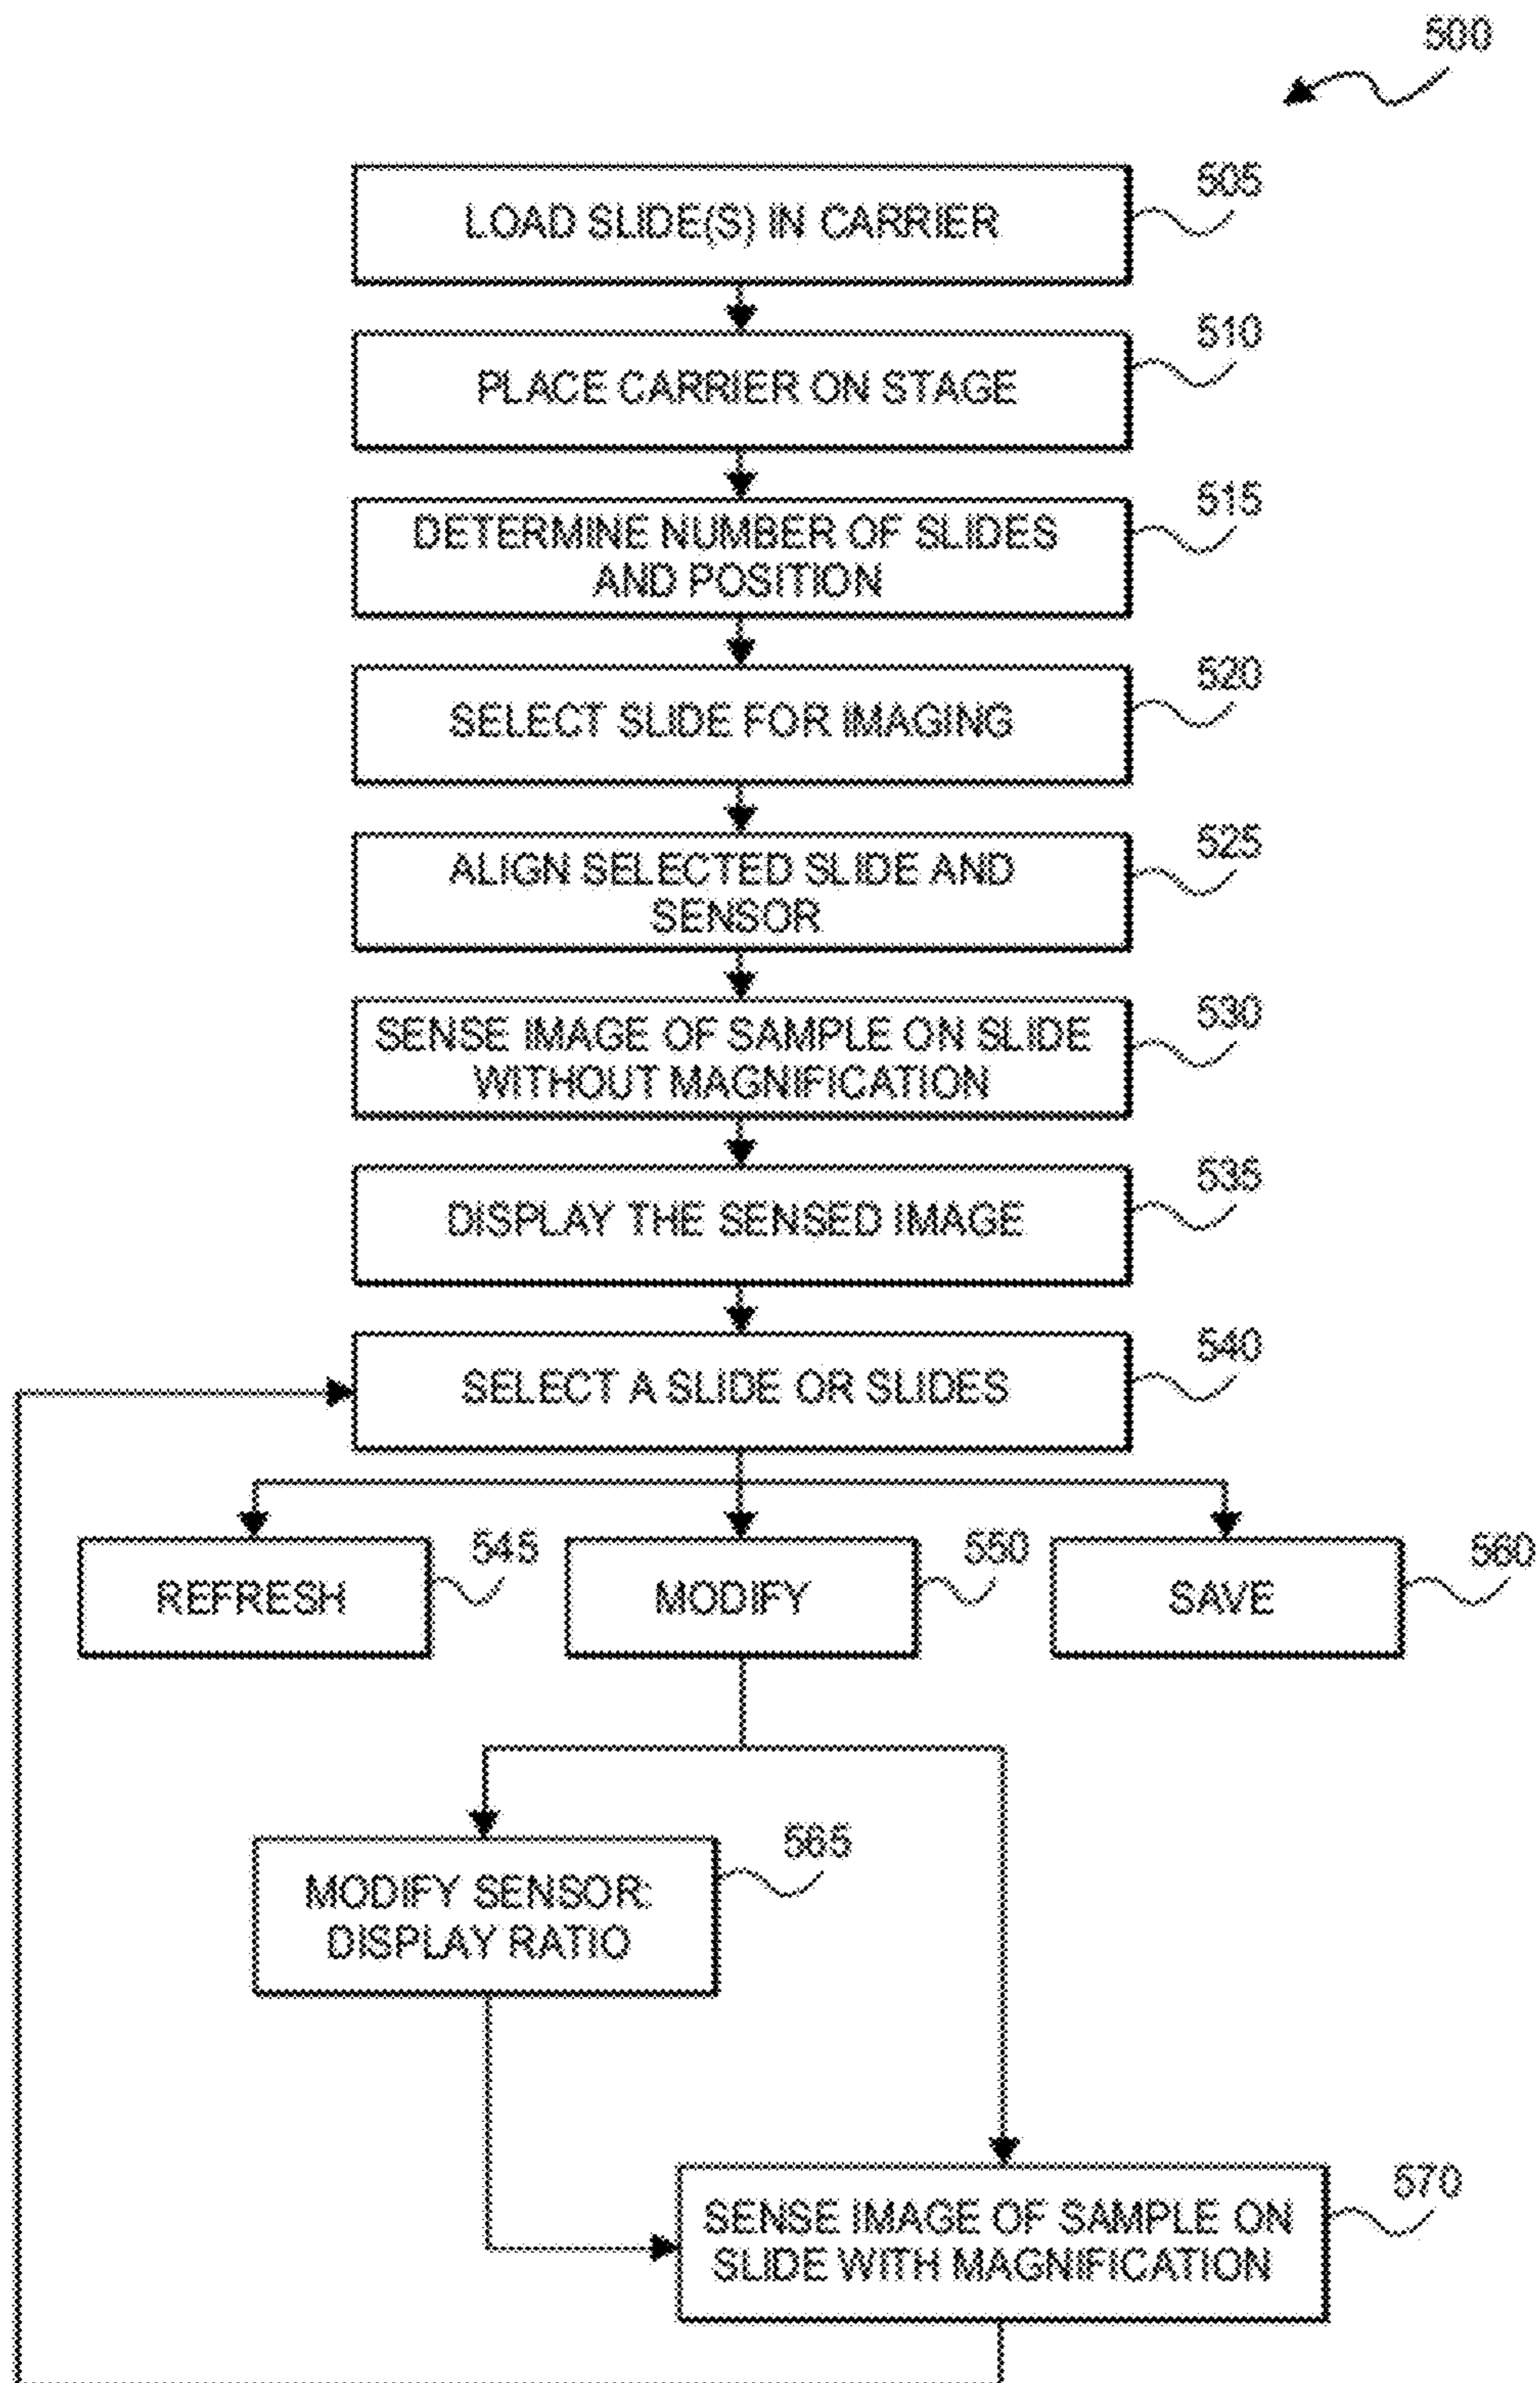 500
LOAD SLIDE(S) IN CARRIER
505
PLACE CARRIER ON STAGE
510
DETERMINE NUMBER OF SLIDES
AND POSITION
515
SELECT SLIDE FOR IMAGING
520
ALIGN SELECTED SLIDE AND
SENSOR
525
SENSE IMAGE OF SAMPLE ON SLIDE
WITHOUT MAGNIFICATION
530
DISPLAY THE SENSED IMAGE
535
SELECT A SLIDE OR SLIDES
540
REFRESH
545
MODIFY
550
SAVE
560
MODIFY SENSOR:
DISPLAY RATIO
565
SENSE IMAGE OF SAMPLE ON
SLIDE WITH MAGNIFICATION
570